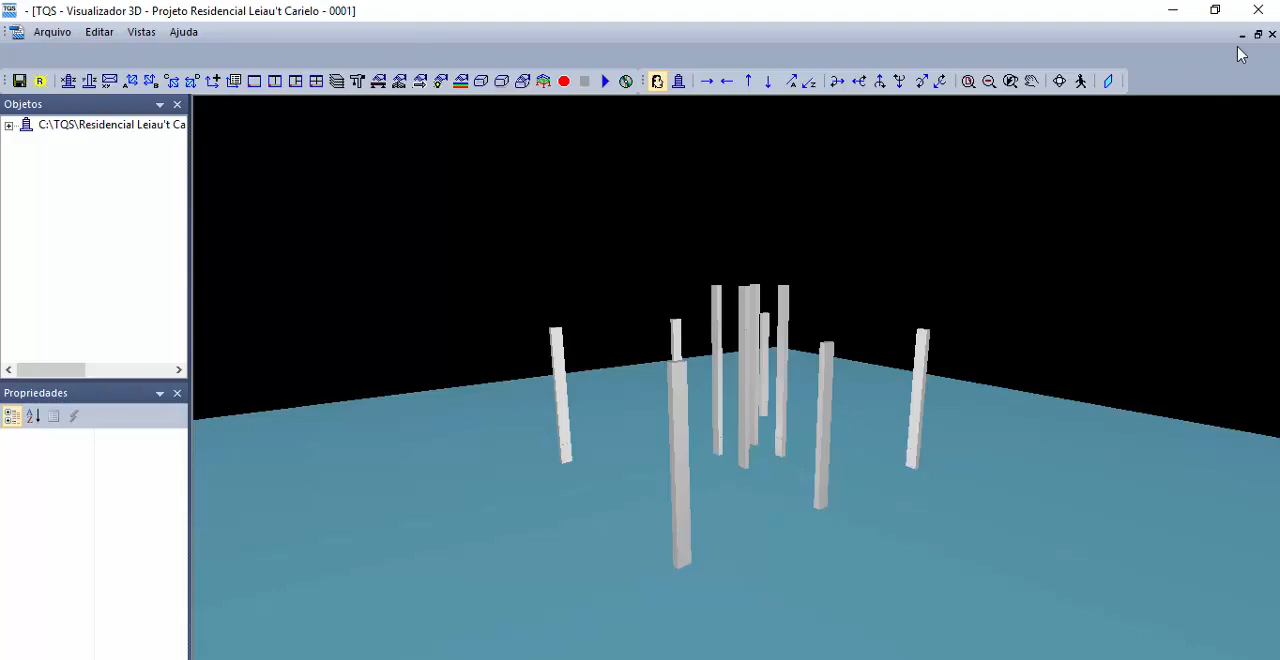 TQS - [TQS - Visualizador 3D - Projeto Residencial Leiau't Carielo - 0001]
Arquivo Editar Vistas Ajuda
R
Objetos
C:\TQS\Residencial Leiau't Ca
Propriedades